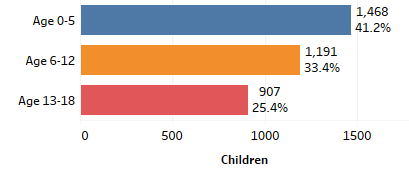 Age 0-5
1,468
41.2%
Age 6-12
1,191
33.4%
Age 13-18
907
25.4%
0 500 1000 1500
Children